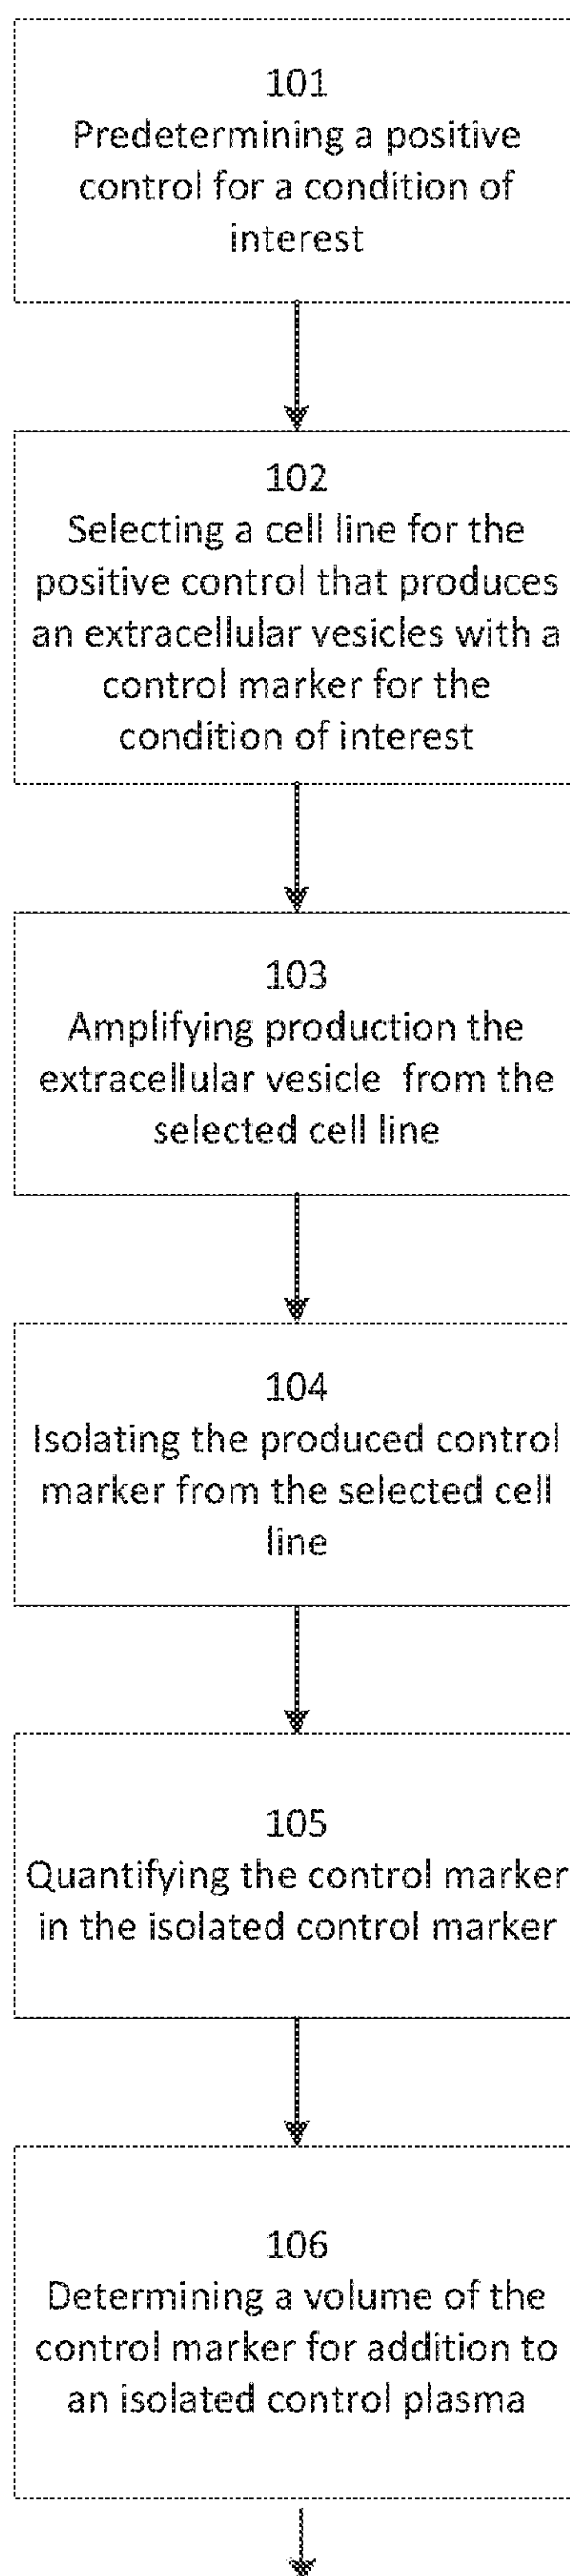 101
Predetermining a positive
control for a condition of
interest
102
Selecting a cell line for the
positive control that produces
an extracellular vesicles with a
control marker for the
condition of interest
103
Amplifying production the
extracellular vesicle from the
selected cell line
104
Isolating the produced control
marker from the selected cell
line
105
Quantifying the control marker
in the isolated control marker
106
Determining a volume of the
control marker for addition to
an isolated control plasma